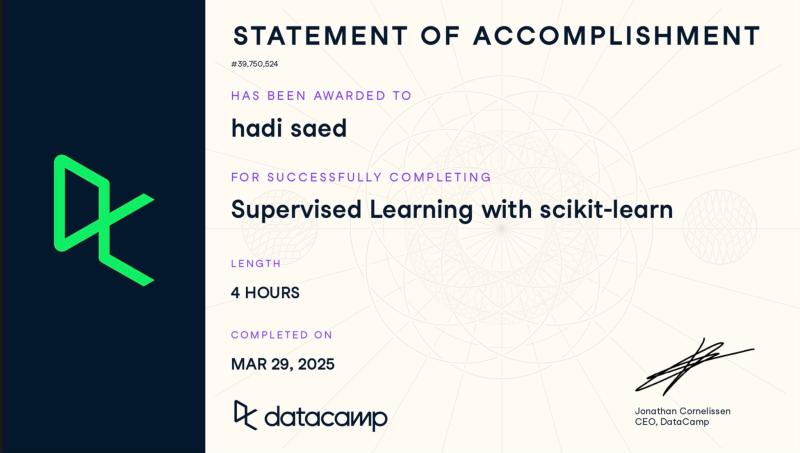 STATEMENT OF ACCOMPLISHMENT
#39,750,524
HAS BEEN AWARDED TO
hadi saed
FOR SUCCESSFULLY COMPLETING
Supervised Learning with scikit-learn
LENGTH
4 HOURS
COMPLETED ON
MAR 29, 2025
datacamp
Jonathan Cornelissen
CEO, DataCamp